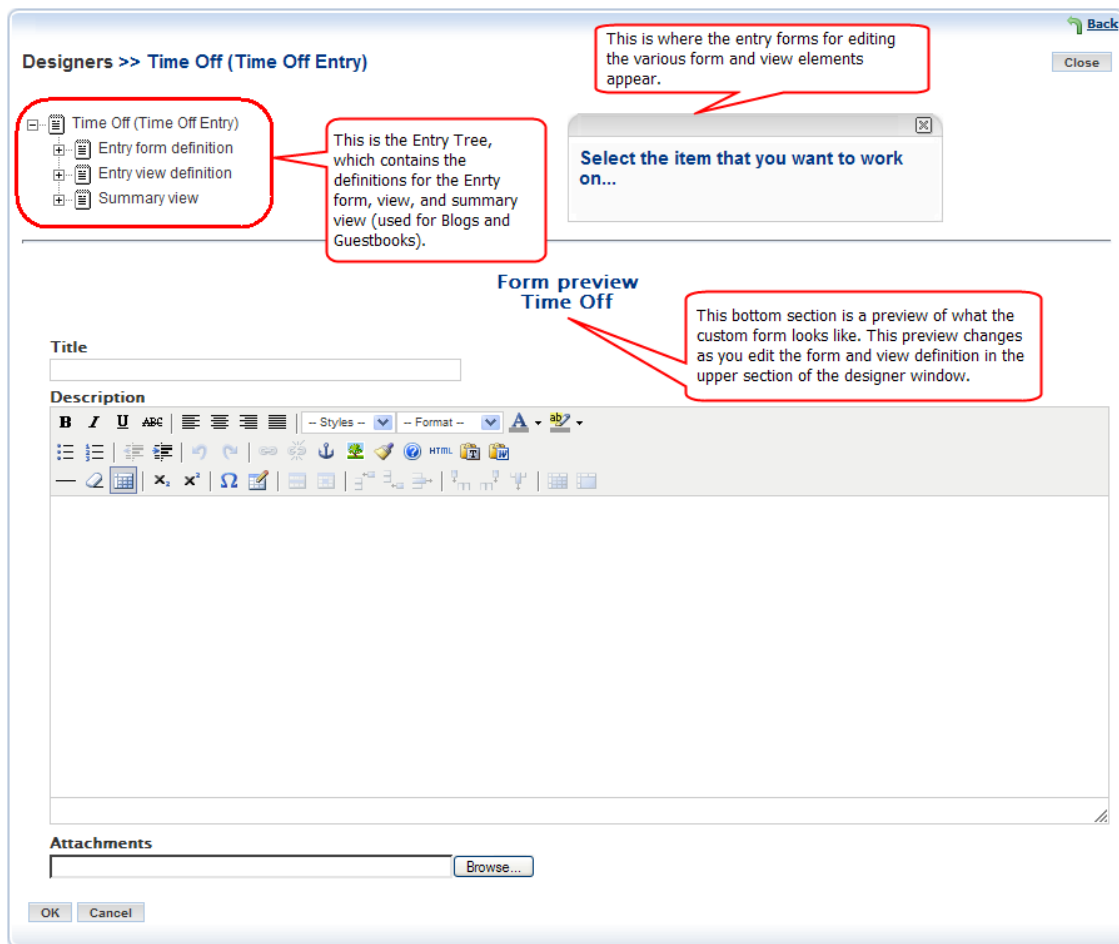 Back
Designers >> Time Off (Time Off Entry)
Close
This is where the entry forms for editing
the various form and view elements
appear.
Time Off (Time Off Entry)
Entry form definition
Entry view definition
Summary view
This is the Entry Tree,
which contains the
definitions for the Enrty
form, view, and summary
view (used for Blogs and
Guestbooks).
Select the item that you want to work
on...
Form preview
Time Off
This bottom section is a preview of what the
custom form looks like. This preview changes
as you edit the form and view definition in the
upper section of the designer window.
Title
Description
B I U ABC -- Styles -- -- Format -- A ab
HTML T W
x₂ x² Ω
Attachments
Browse...
OK Cancel